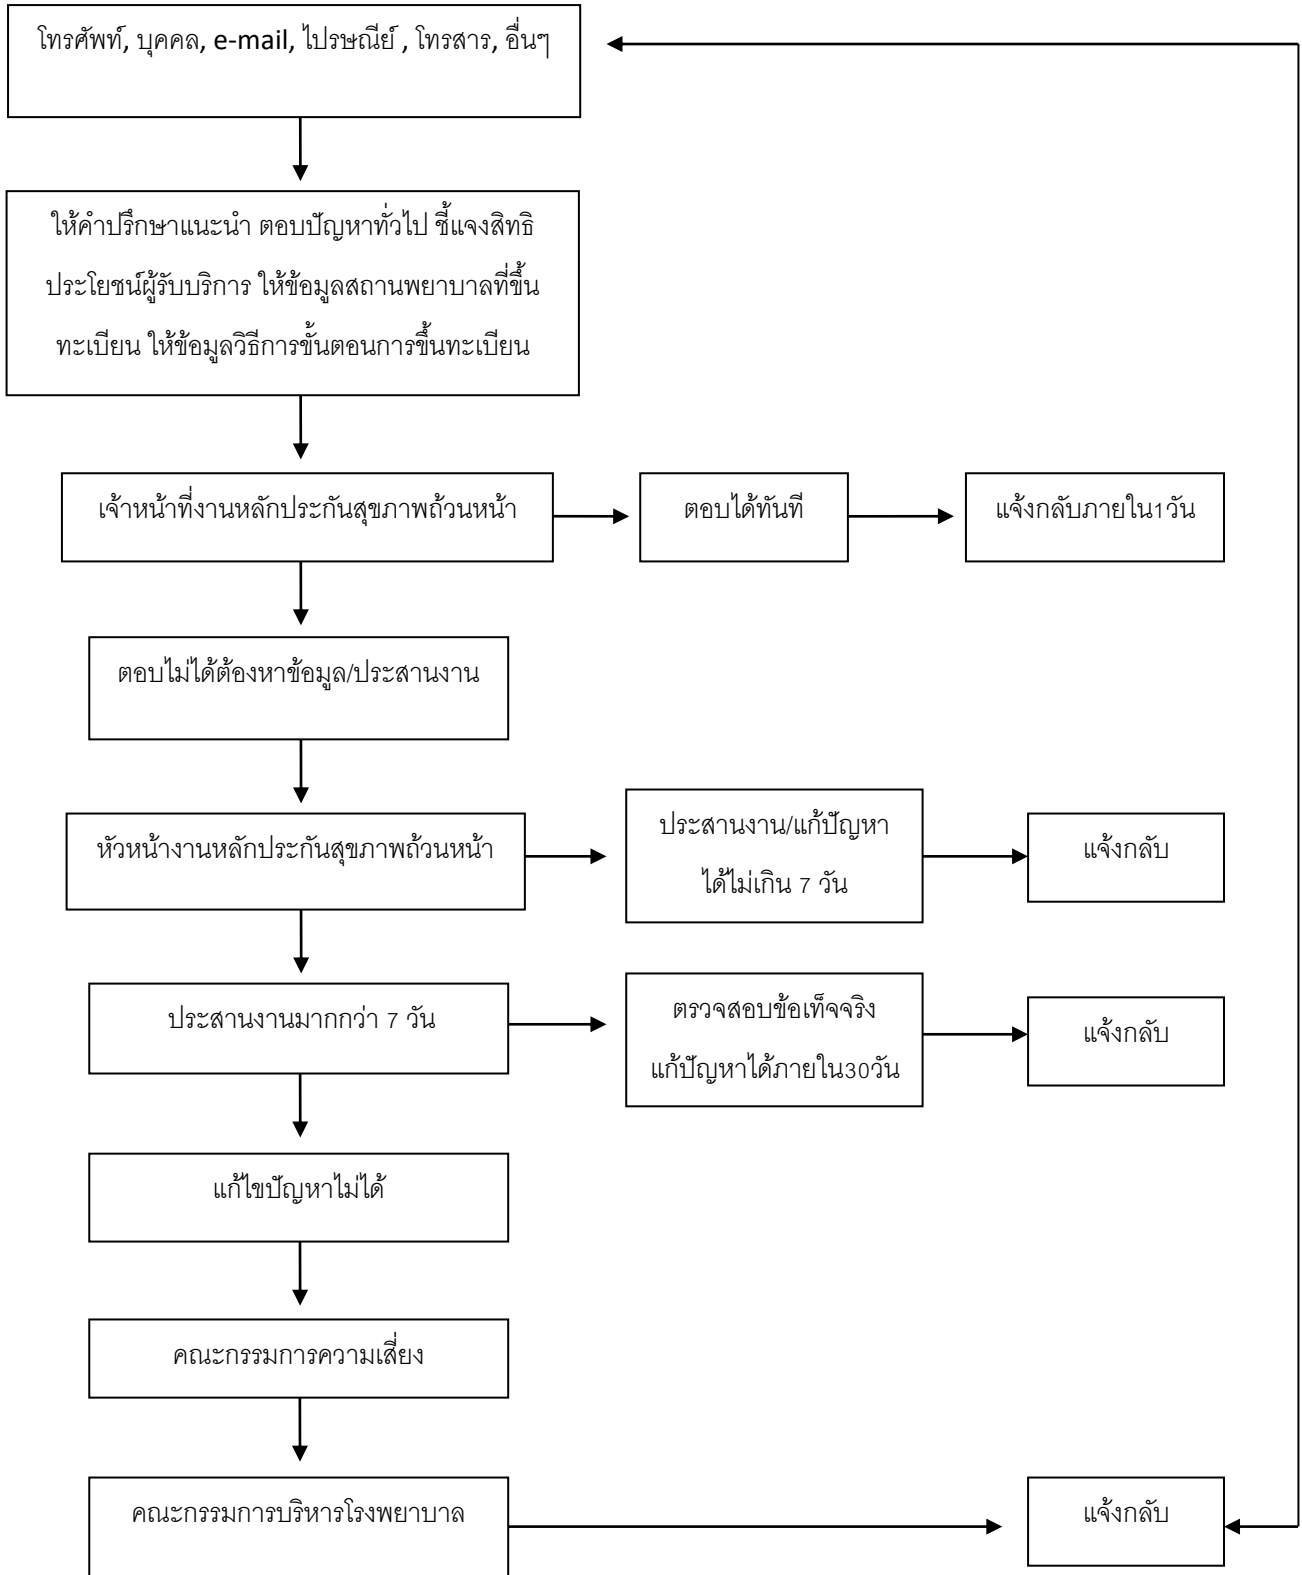 โทรศัพท์, บุคคล, e-mail, ไปรษณีย์ , โทรสาร, อื่นๆ
ให้คำปรึกษาแนะนำ ตอบปัญหาทั่วไป ชี้แจงสิทธิ
ประโยชน์ผู้รับบริการ ให้ข้อมูลสถานพยาบาลที่ขึ้น
ทะเบียน ให้ข้อมูลวิธีการขั้นตอนการขึ้นทะเบียน
เจ้าหน้าที่งานหลักประกันสุขภาพถ้วนหน้า
ตอบได้ทันที
แจ้งกลับภายใน1วัน
ตอบไม่ได้ต้องหาข้อมูล/ประสานงาน
หัวหน้างานหลักประกันสุขภาพถ้วนหน้า
ประสานงาน/แก้ปัญหา
ได้ไม่เกิน 7 วัน
แจ้งกลับ
ประสานงานมากกว่า 7 วัน
ตรวจสอบข้อเท็จจริง
แก้ปัญหาได้ภายใน30วัน
แจ้งกลับ
แก้ไขปัญหาไม่ได้
คณะกรรมการความเสี่ยง
คณะกรรมการบริหารโรงพยาบาล
แจ้งกลับ